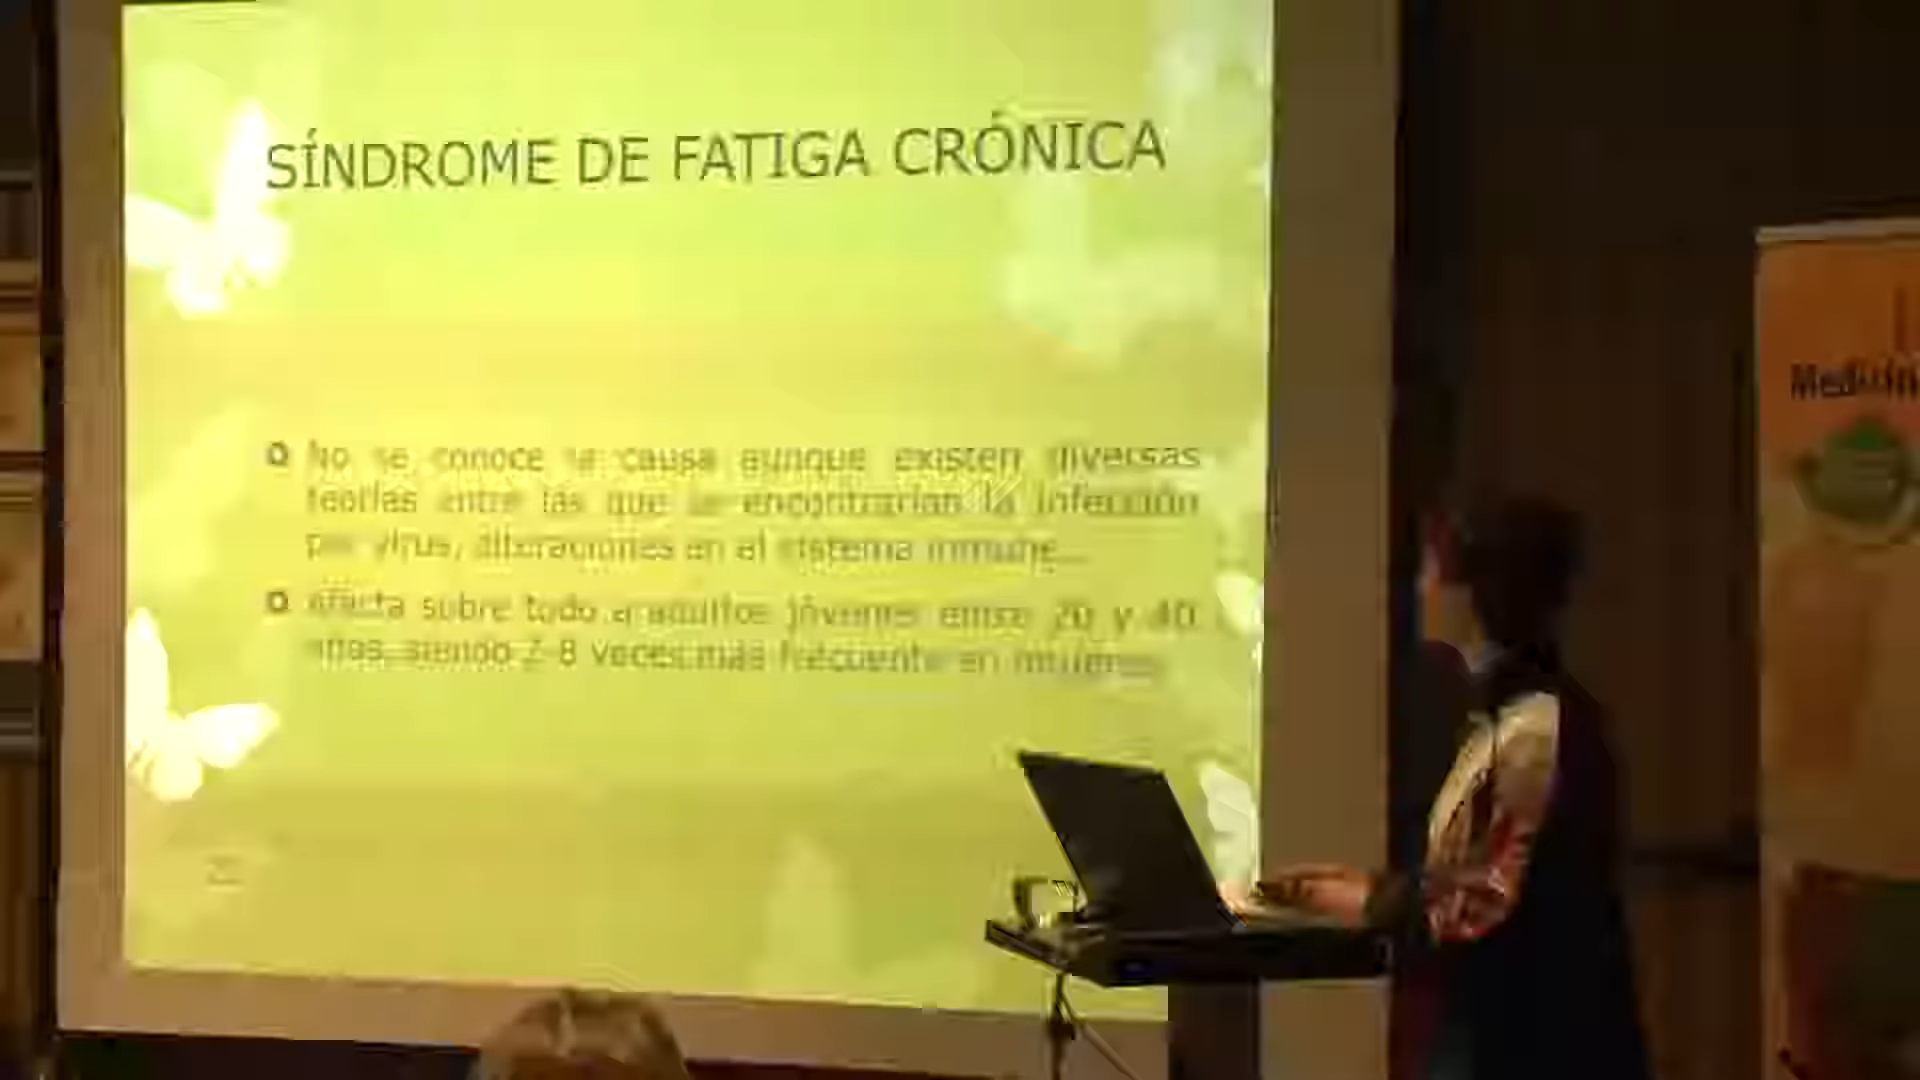 SÍNDROME DE FATIGA CRÓNICA
No se conoce la causa aunque existen diversas
teorías entre las que se encontrarían la infección
por virus, alteraciones en el sistema inmune...
afecta sobre todo a adultos jóvenes entre 20 y 40
años, siendo 7-8 veces más frecuente en mujeres